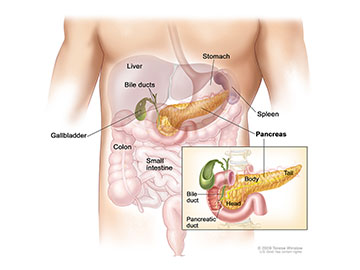 Stomach
Liver
Bile ducts
Spleen
Gallbladder
Pancreas
Colon
Small
intestine
Tail
Body
Bile
duct
Head
Pancreatic
duct
© 2009 Terese Winslow
U.S. Govt. has certain rights